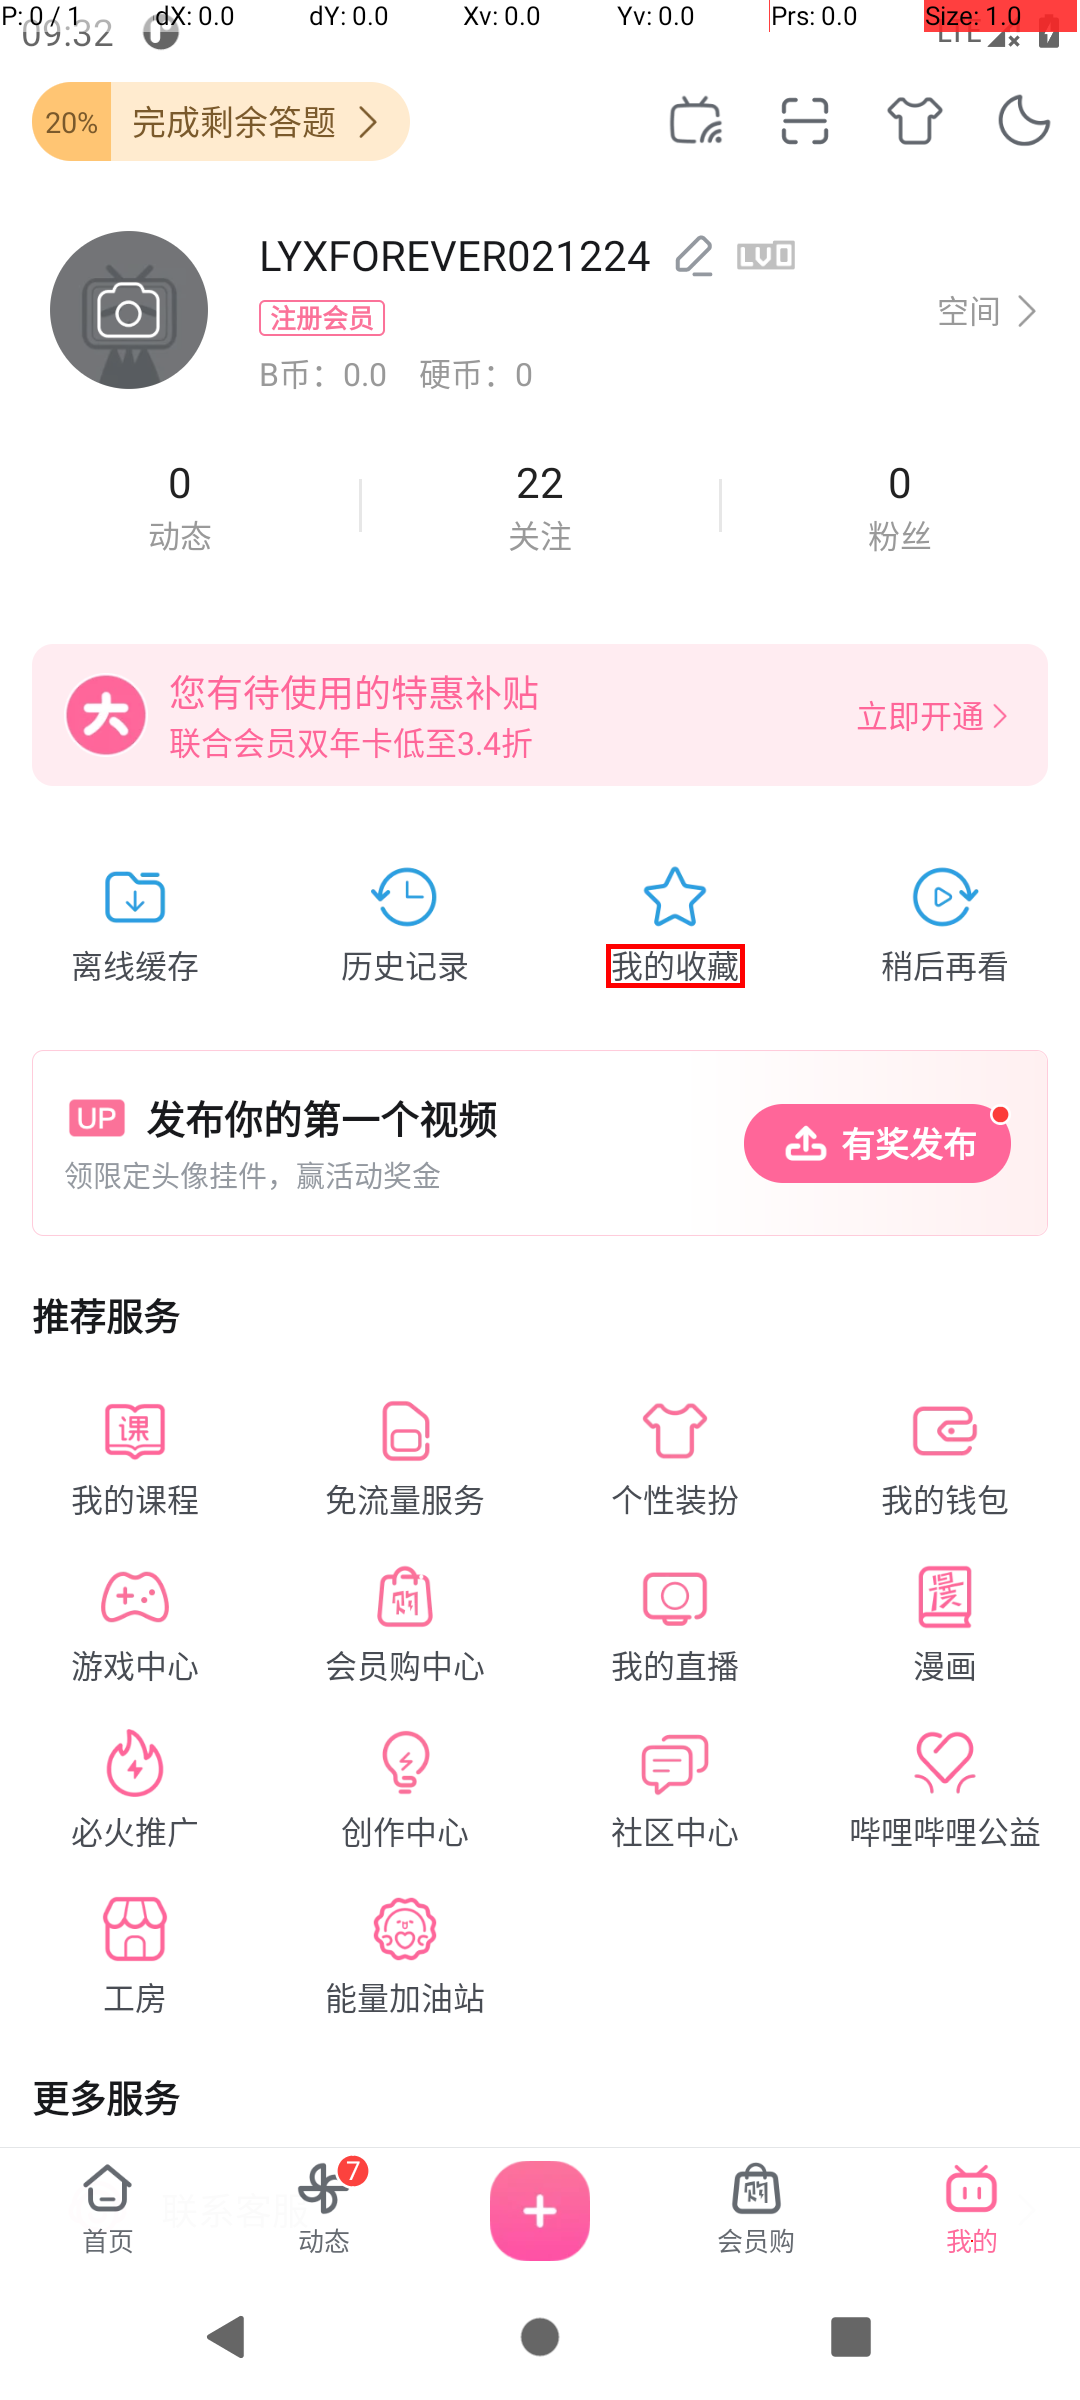 P: 0 / 1 dX: 0.0 dY: 0.0 Xv: 0.0 Yv: 0.0 Prs: 0.0 Size: 1.0
09:32 LTE
20% 完成剩余答题
LYXFOREVER021224 LV0
注册会员
空间
B币：0.0 硬币：0
0 22 0
动态 关注 粉丝
大
您有待使用的特惠补贴
联合会员双年卡低至3.4折
立即开通
离线缓存 历史记录 我的收藏 稍后再看
UP 发布你的第一个视频
领限定头像挂件，赢活动奖金
有奖发布
推荐服务
课
我的课程 免流量服务 个性装扮 我的钱包
购 漫
游戏中心 会员购中心 我的直播 漫画
必火推广 创作中心 社区中心 哔哩哔哩公益
工房 能量加油站
更多服务
联系客服
7
购
首页 动态 会员购 我的